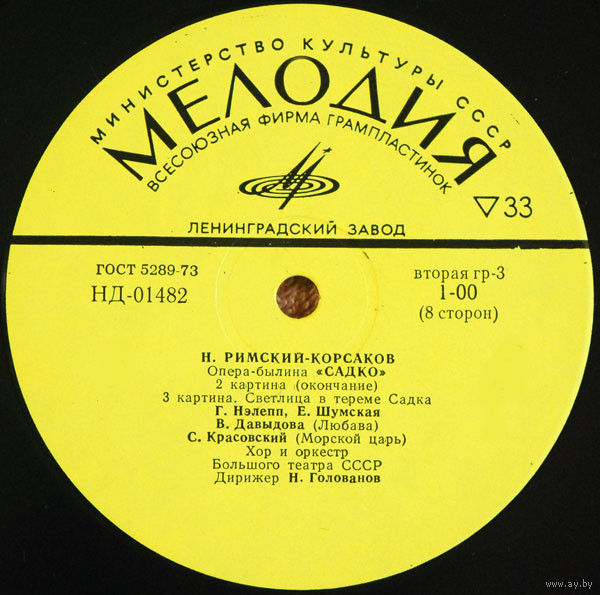 МИНИСТЕРСТВО КУЛЬТУРЫ СССР
МЕЛОДИЯ
ВСЕСОЮЗНАЯ ФИРМА ГРАМПЛАСТИНОК
▽33
ЛЕНИНГРАДСКИЙ ЗАВОД
ГОСТ 5289-73
НД-01482
вторая гр-3
1-00
(8 сторон)
Н. РИМСКИЙ-КОРСАКОВ
Опера-былина «САДКО»
2 картина (окончание)
3 картина. Светлица в тереме Садка
Г. Нэлепп, Е. Шумская
В. Давыдова (Любава)
С. Красовский (Морской царь)
Хор и оркестр
Большого театра СССР
Дирижер Н. Голованов
www.ay.by